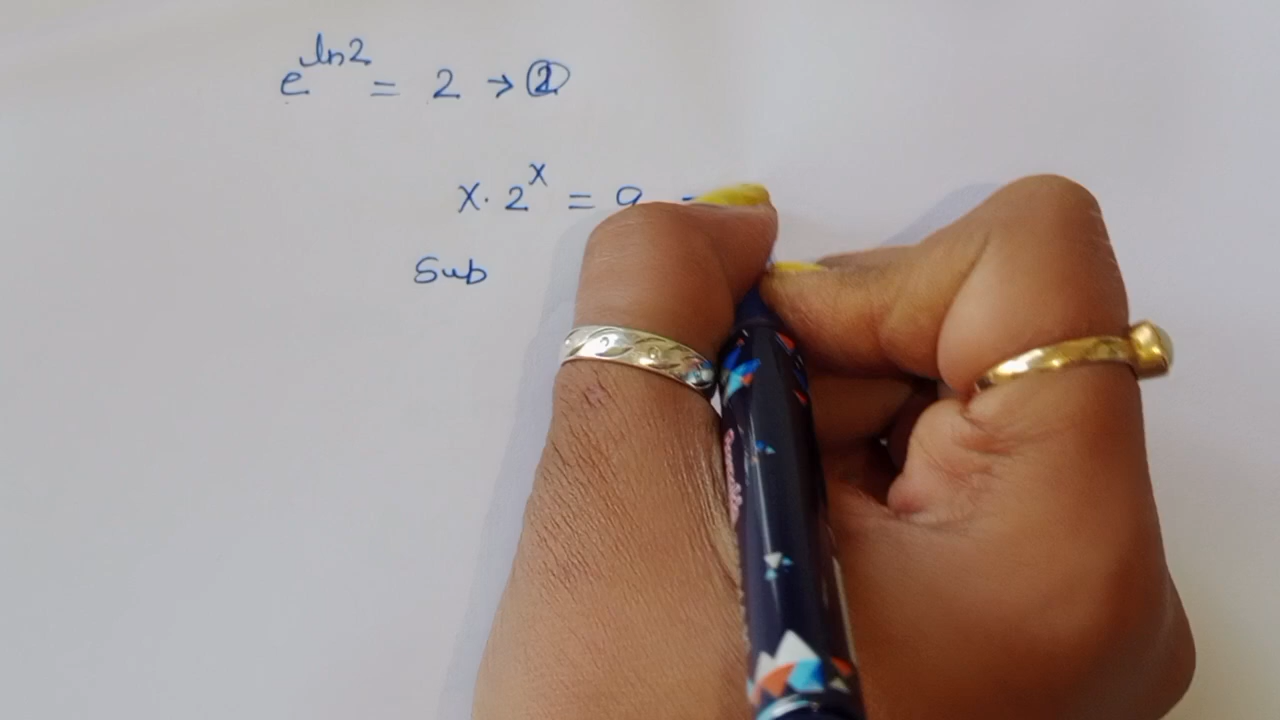 e^ln2 = 2 → ②
x. 2^x = 9
Sub